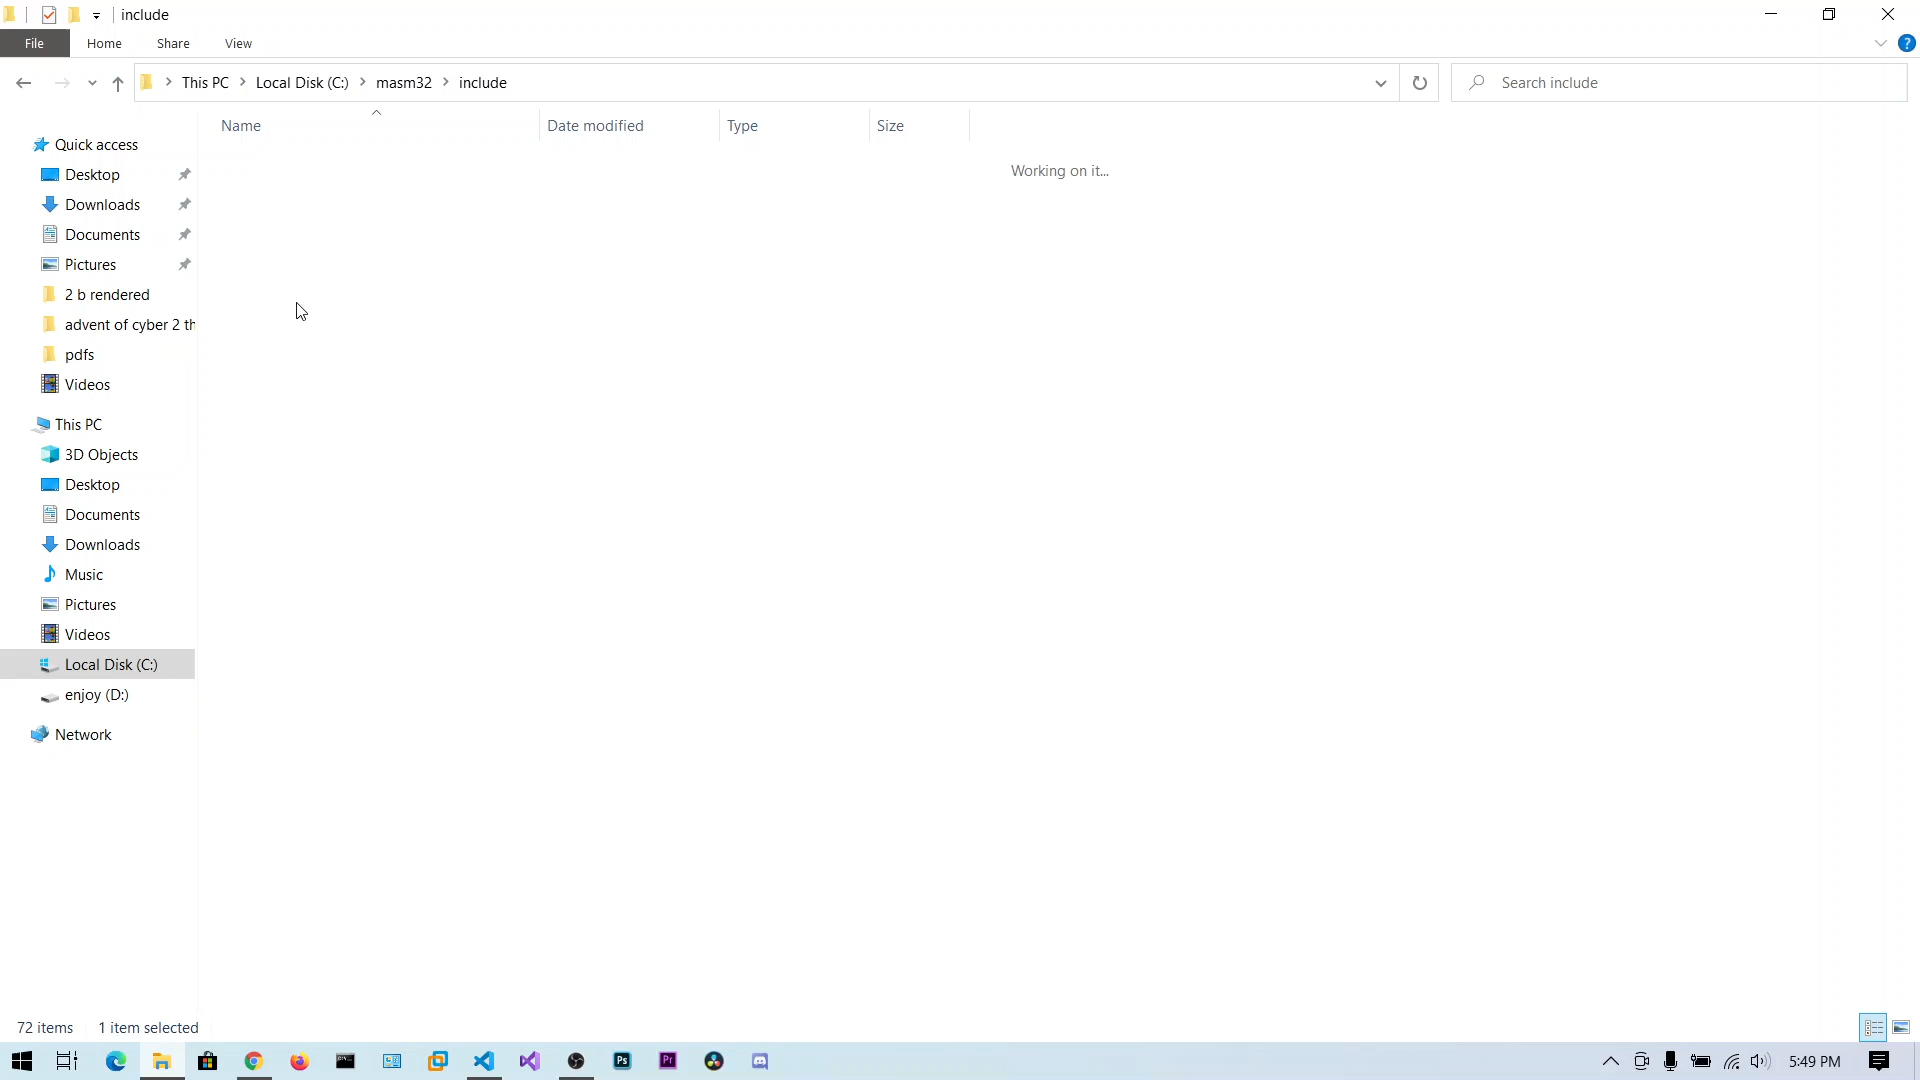 include
File Home Share View
This PC Local Disk (C:) masm32 include
Search include
Name Date modified Type Size
Working on it...
Quick access
Desktop
Downloads
Documents
Pictures
2 b rendered
advent of cyber 2 th
pdfs
Videos
This PC
3D Objects
Desktop
Documents
Downloads
Music
Pictures
Videos
Local Disk (C:)
enjoy (D:)
Network
72 items 1 item selected
Ps Pr 5:49 PM